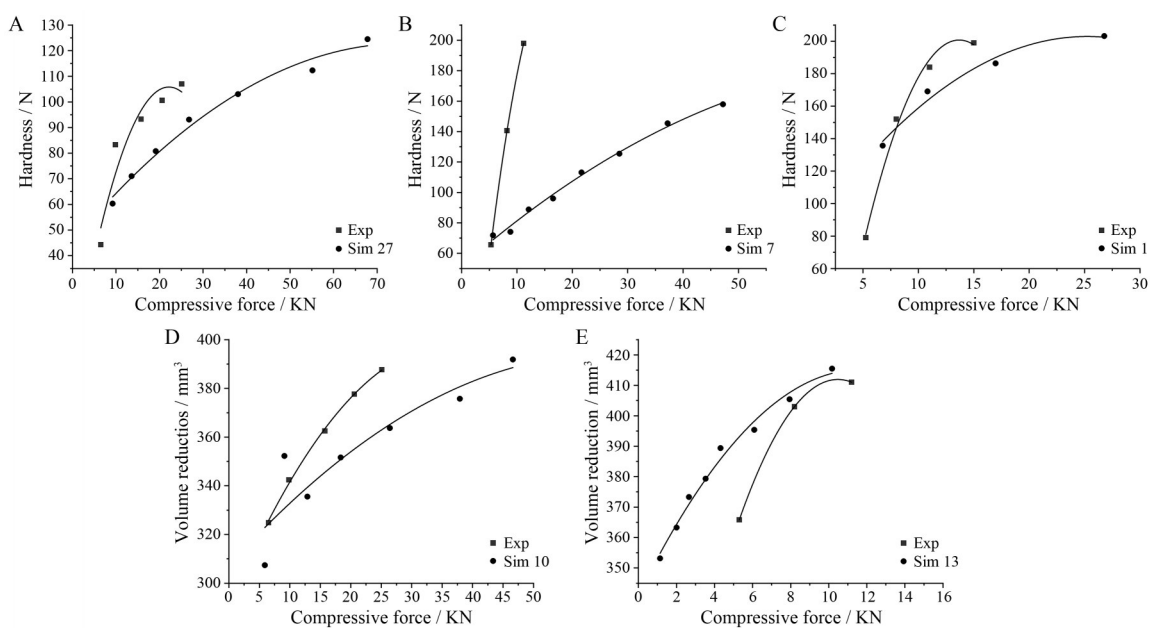 A
130
120
110
100
90
80
70
60
50
40
Hardness / N
Exp
Sim 27
0 10 20 30 40 50 60 70
Compressive force / KN
B
200
180
160
140
120
100
80
60
Hardness / N
Exp
Sim 7
0 10 20 30 40 50
Compressive force / KN
C
200
180
160
140
120
100
80
60
Hardness / N
Exp
Sim 1
5 10 15 20 25 30
Compressive force / KN
D
400
380
360
340
320
300
Volume reductios / mm³
Exp
Sim 10
0 5 10 15 20 25 30 35 40 45 50
Compressive force / KN
E
420
410
400
390
380
370
360
350
Volume reduction / mm³
Exp
Sim 13
0 2 4 6 8 10 12 14 16
Compressive force / KN